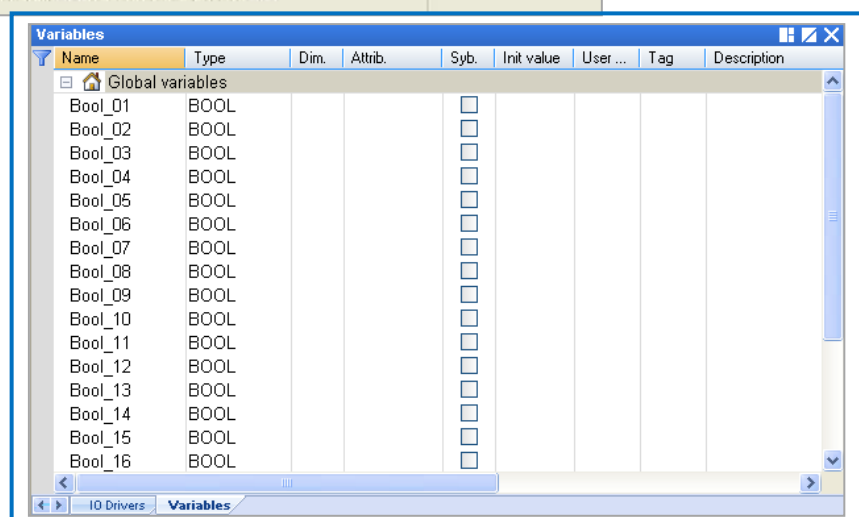 Variables
Name Type Dim. Attrib. Syb. Init value User ... Tag Description
Global variables
Bool_01 BOOL
Bool_02 BOOL
Bool_03 BOOL
Bool_04 BOOL
Bool_05 BOOL
Bool_06 BOOL
Bool_07 BOOL
Bool_08 BOOL
Bool_09 BOOL
Bool_10 BOOL
Bool_11 BOOL
Bool_12 BOOL
Bool_13 BOOL
Bool_14 BOOL
Bool_15 BOOL
Bool_16 BOOL
IO Drivers Variables